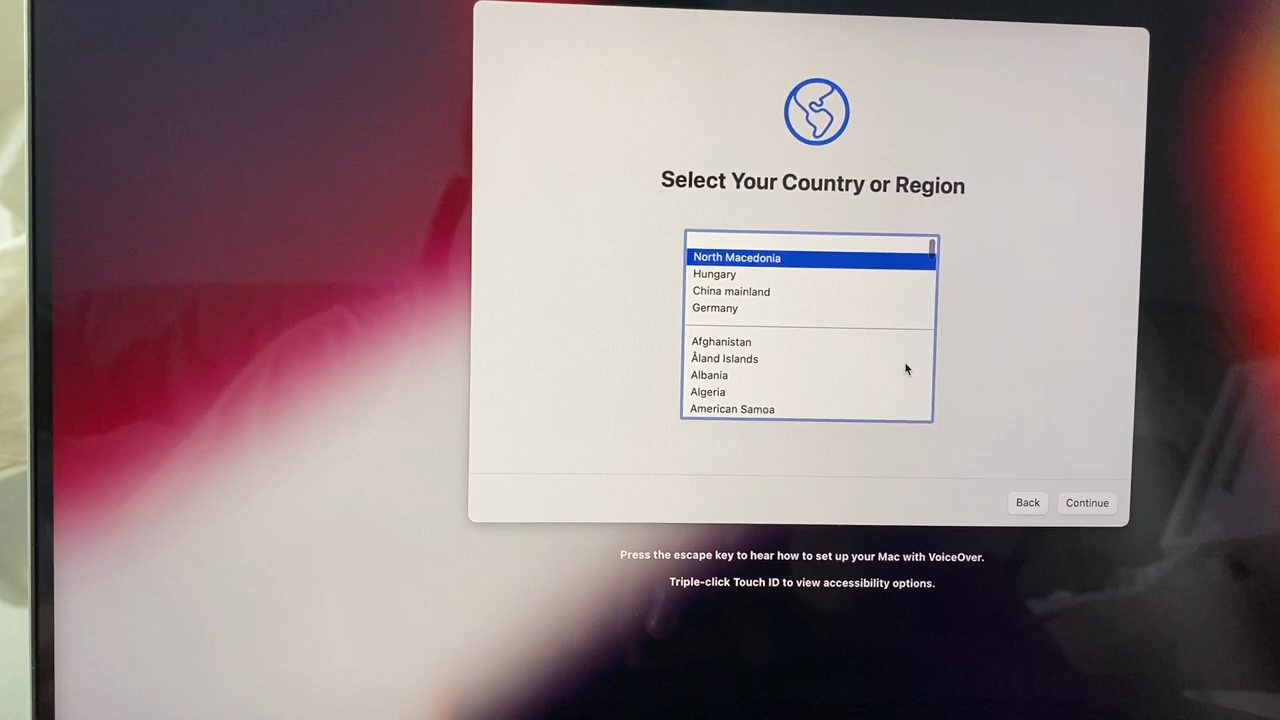 Select Your Country or Region
North Macedonia
Hungary
China mainland
Germany
Afghanistan
Åland Islands
Albania
Algeria
American Samoa
Back
Continue
Press the escape key to hear how to set up your Mac with VoiceOver.
Triple-click Touch ID to view accessibility options.